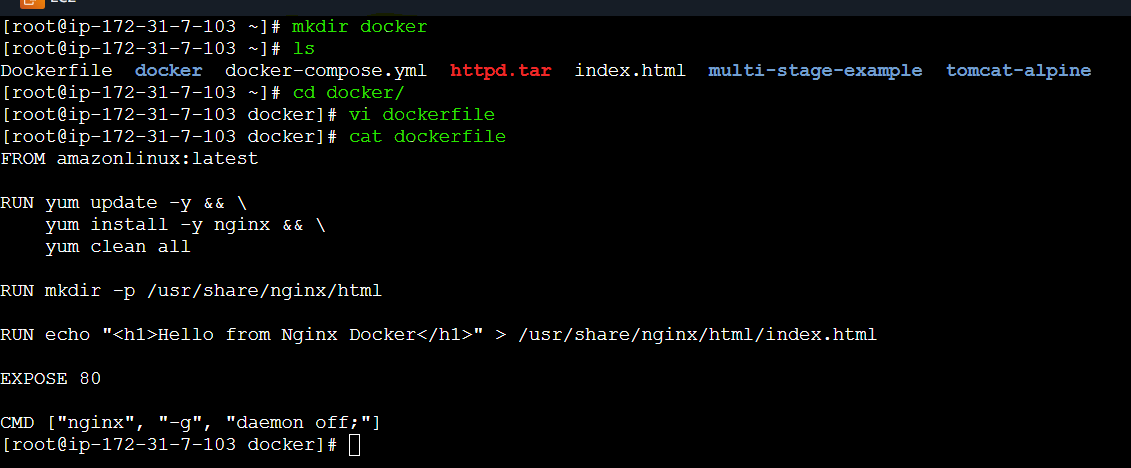 [root@ip-172-31-7-103 ~]# mkdir docker
[root@ip-172-31-7-103 ~]# ls
Dockerfile  docker  docker-compose.yml  httpd.tar  index.html  multi-stage-example  tomcat-alpine
[root@ip-172-31-7-103 ~]# cd docker/
[root@ip-172-31-7-103 docker]# vi dockerfile
[root@ip-172-31-7-103 docker]# cat dockerfile
FROM amazonlinux:latest

RUN yum update -y && \
    yum install -y nginx && \
    yum clean all

RUN mkdir -p /usr/share/nginx/html

RUN echo "<h1>Hello from Nginx Docker</h1>" > /usr/share/nginx/html/index.html

EXPOSE 80

CMD ["nginx", "-g", "daemon off;"]
[root@ip-172-31-7-103 docker]#